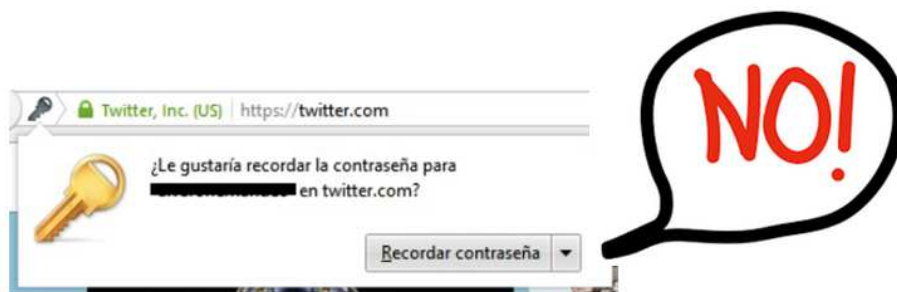 Twitter, Inc. (US) https://twitter.com
¿Le gustaría recordar la contraseña para
en twitter.com?
Recordar contraseña
NO!